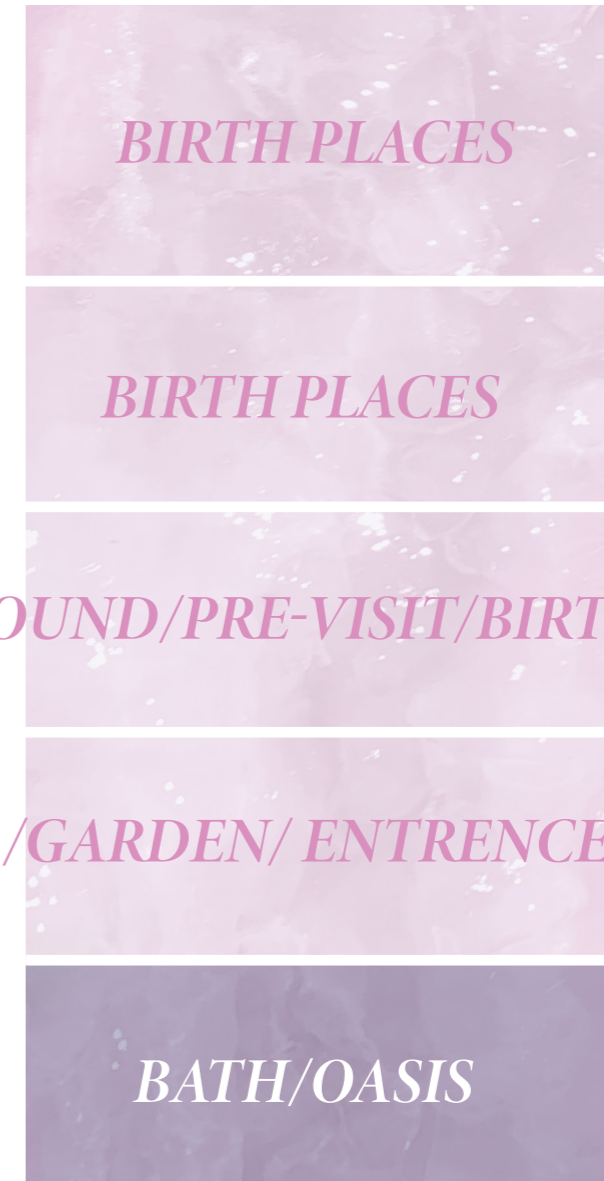 BIRTH PLACES
BIRTH PLACES
OUND/PRE-VISIT/BIRT
/GARDEN/ ENTRENCE
BATH/OASIS